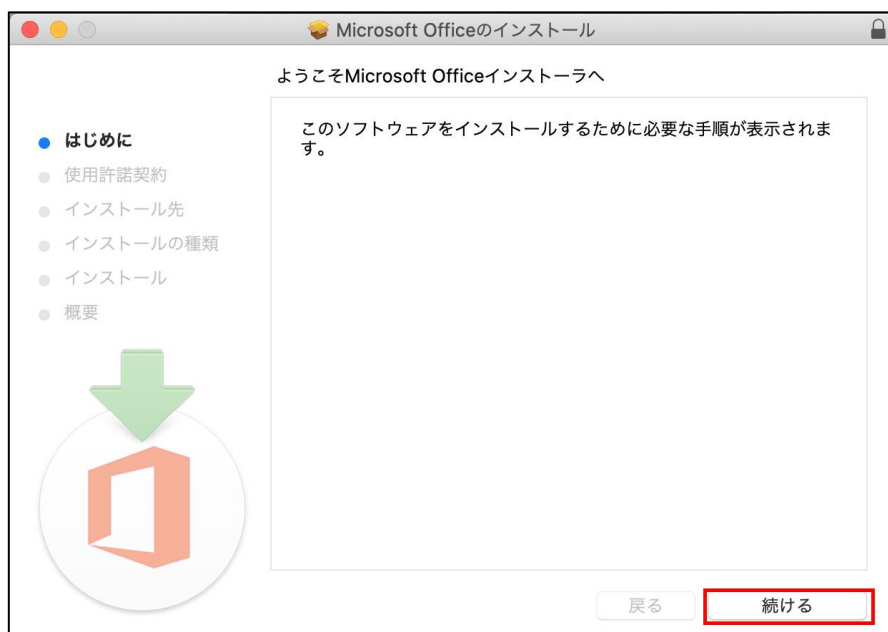 Microsoft Officeのインストール
ようこそMicrosoft Officeインストーラへ
はじめに
使用許諾契約
インストール先
インストールの種類
インストール
概要
このソフトウェアをインストールするために必要な手順が表示されま
す。
戻る
続ける